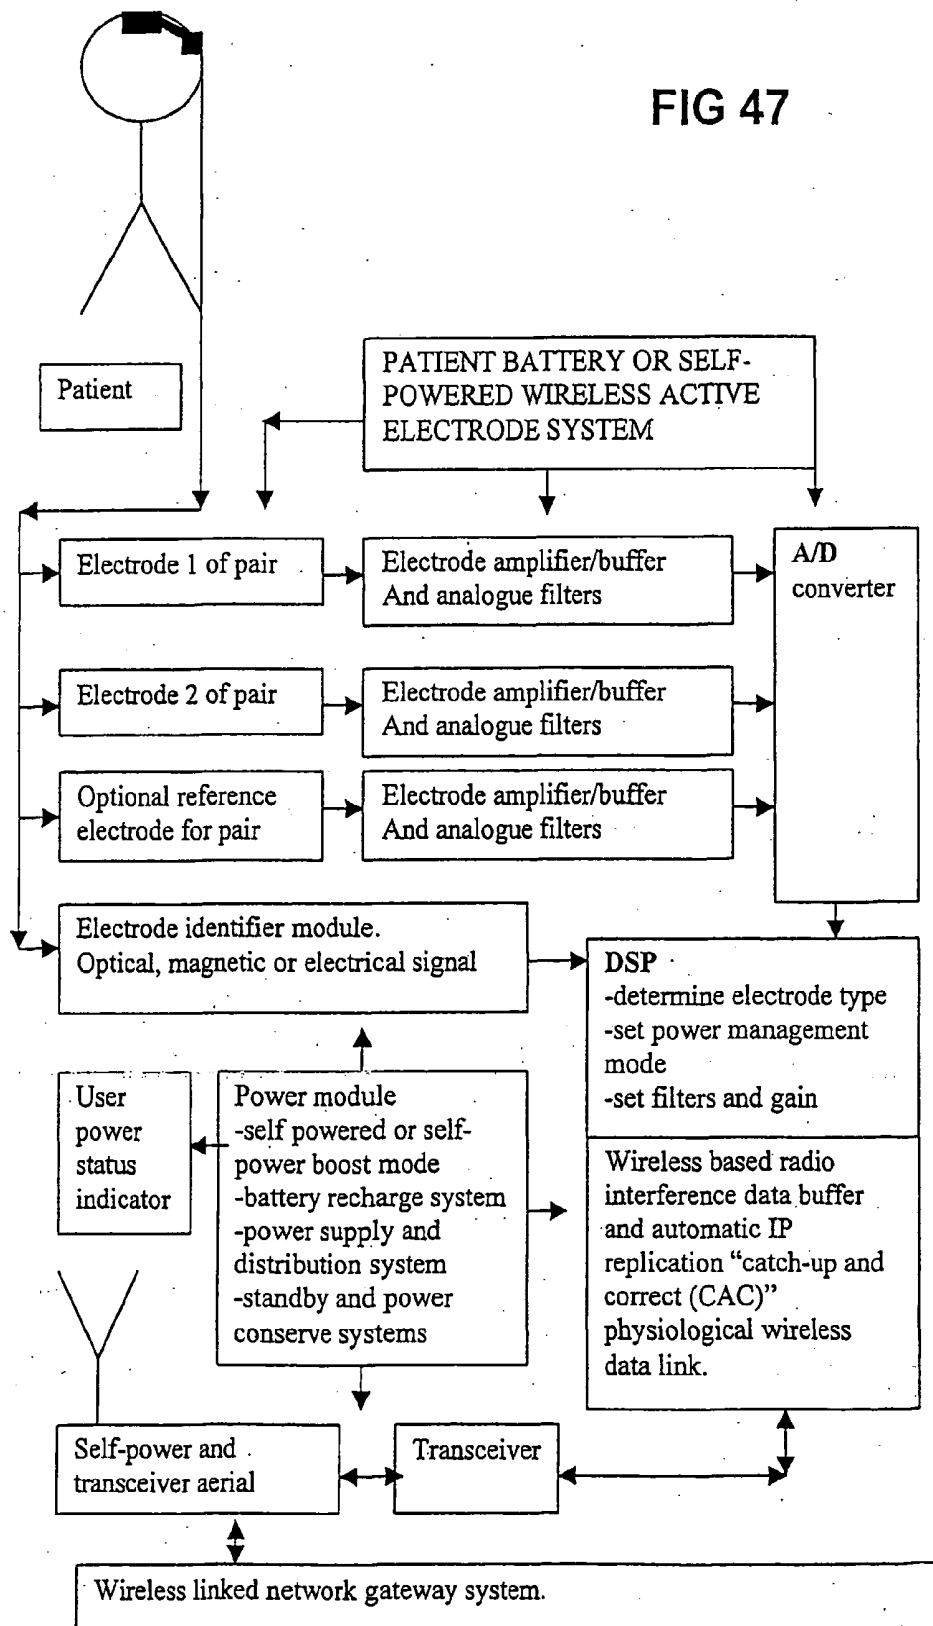 FIG 47
Patient
PATIENT BATTERY OR SELF-
POWERED WIRELESS ACTIVE
ELECTRODE SYSTEM
Electrode 1 of pair
Electrode amplifier/buffer
And analogue filters
A/D
converter
Electrode 2 of pair
Electrode amplifier/buffer
And analogue filters
Optional reference
electrode for pair
Electrode amplifier/buffer
And analogue filters
Electrode identifier module.
Optical, magnetic or electrical signal
DSP
-determine electrode type
-set power management
mode
-set filters and gain
User
power
status
indicator
Power module
-self powered or self-
power boost mode
-battery recharge system
-power supply and
distribution system
-standby and power
conserve systems
Wireless based radio
interference data buffer
and automatic IP
replication “catch-up and
correct (CAC)”
physiological wireless
data link.
Self-power and
transceiver aerial
Transceiver
Wireless linked network gateway system.